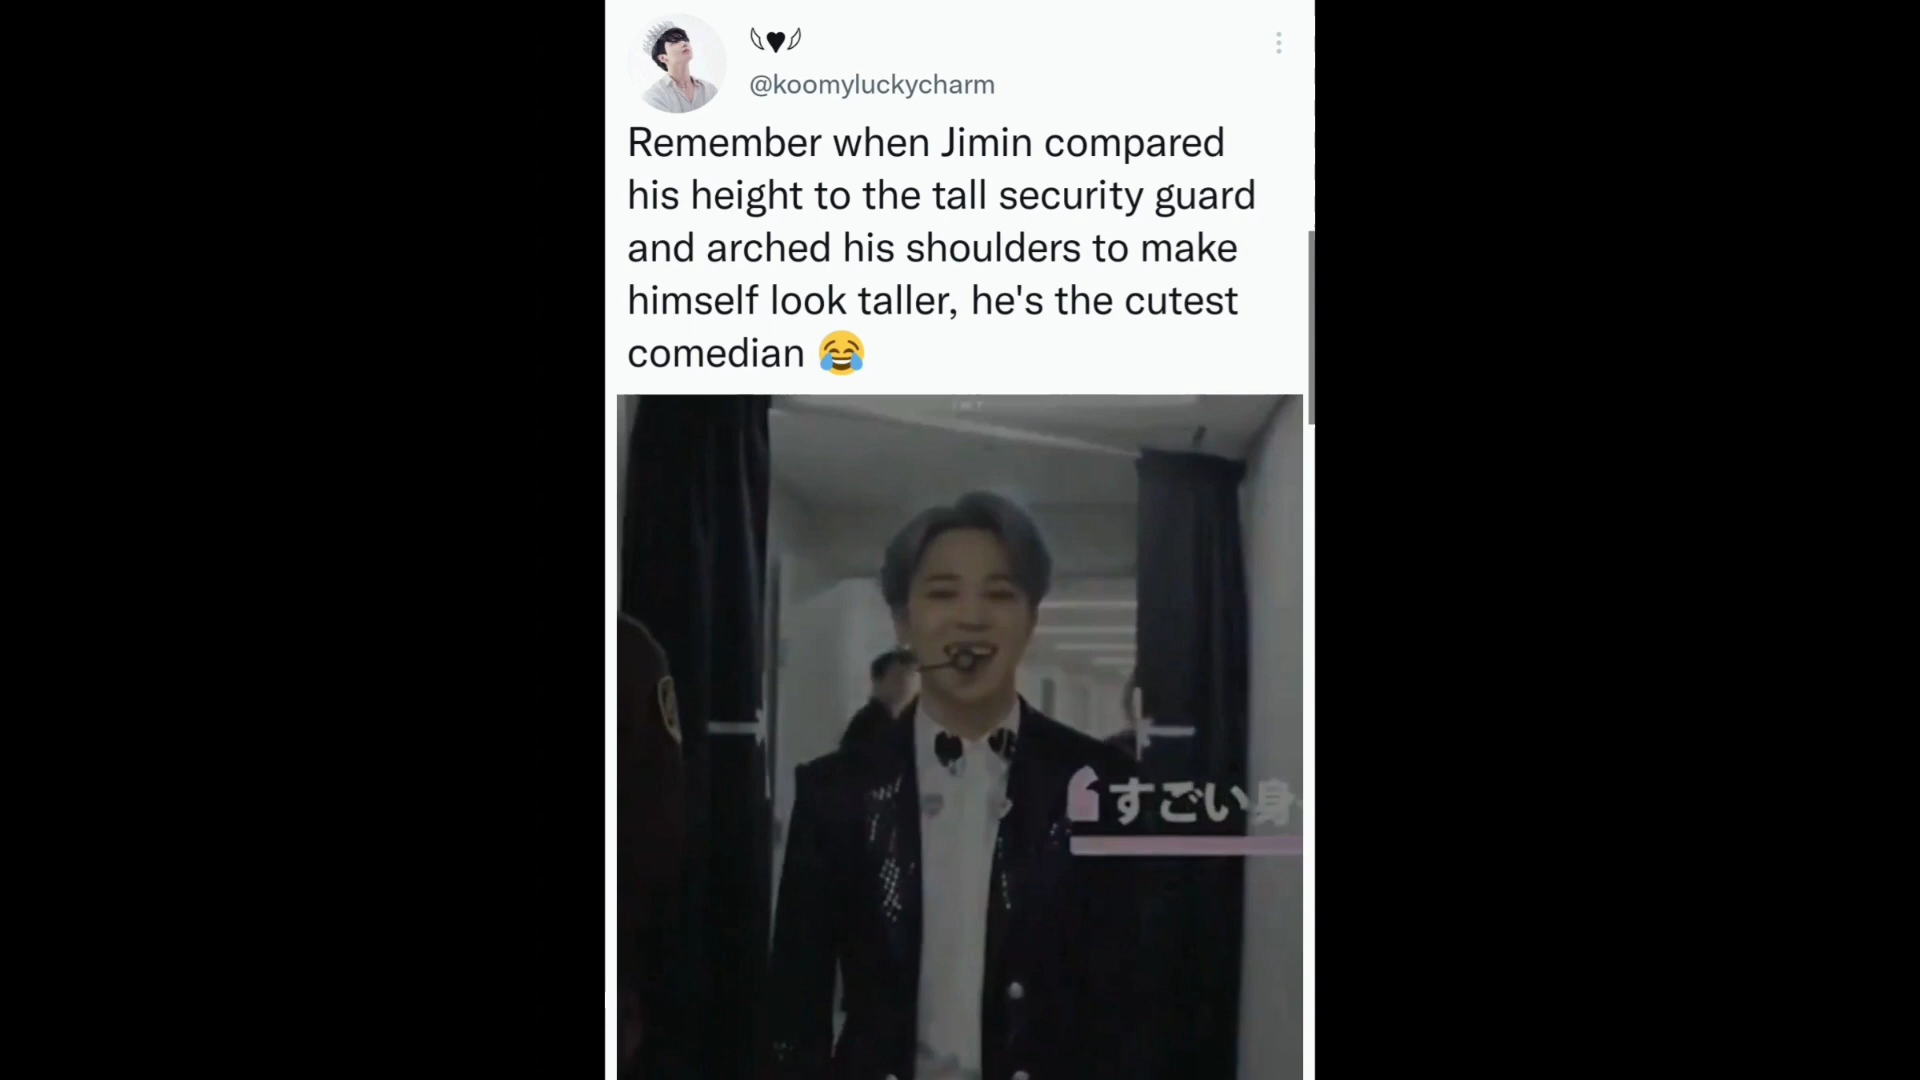 @koomyluckycharm
Remember when Jimin compared
his height to the tall security guard
and arched his shoulders to make
himself look taller, he's the cutest
comedian 😂
すごい身